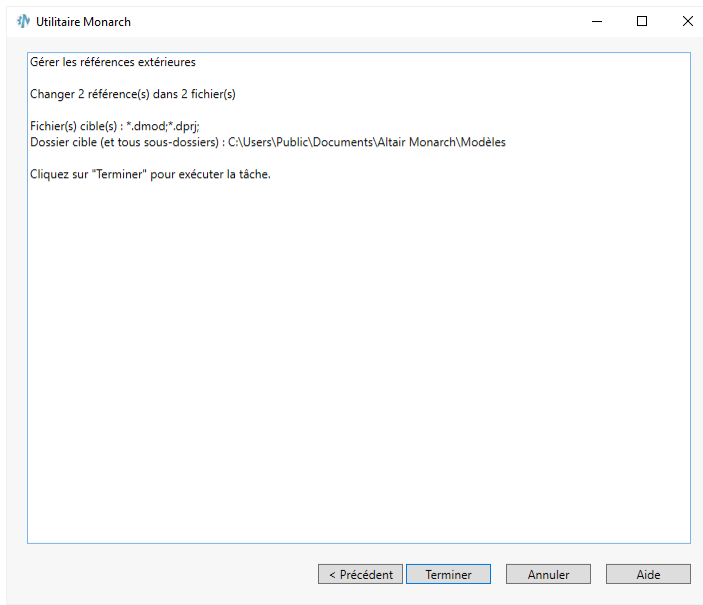 Utilitaire Monarch
Gérer les références extérieures
Changer 2 référence(s) dans 2 fichier(s)
Fichier(s) cible(s) : *.dmod;*.dprj;
Dossier cible (et tous sous-dossiers) : C:\Users\Public\Documents\Altair Monarch\Modèles
Cliquez sur "Terminer" pour exécuter la tâche.
< Précédent Terminer Annuler Aide